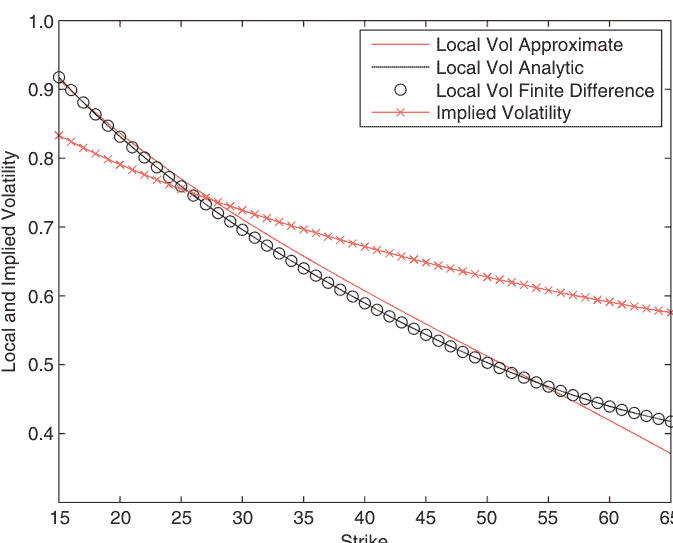 1.0
0.9
0.8
0.7
0.6
0.5
0.4
Local and Implied Volatility
Local Vol Approximate
Local Vol Analytic
Local Vol Finite Difference
Implied Volatility
15 20 25 30 35 40 45 50 55 60 65
Strike